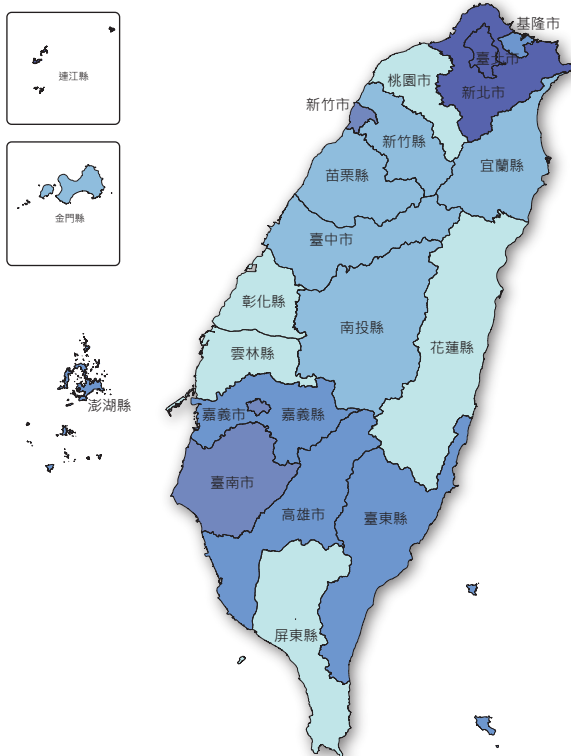 基隆市
臺北市
連江縣
桃園市
新北市
新竹市
新竹縣
宜蘭縣
苗栗縣
金門縣
臺中市
彰化縣
南投縣
花蓮縣
雲林縣
澎湖縣
嘉義市
嘉義縣
臺南市
高雄市
臺東縣
屏東縣